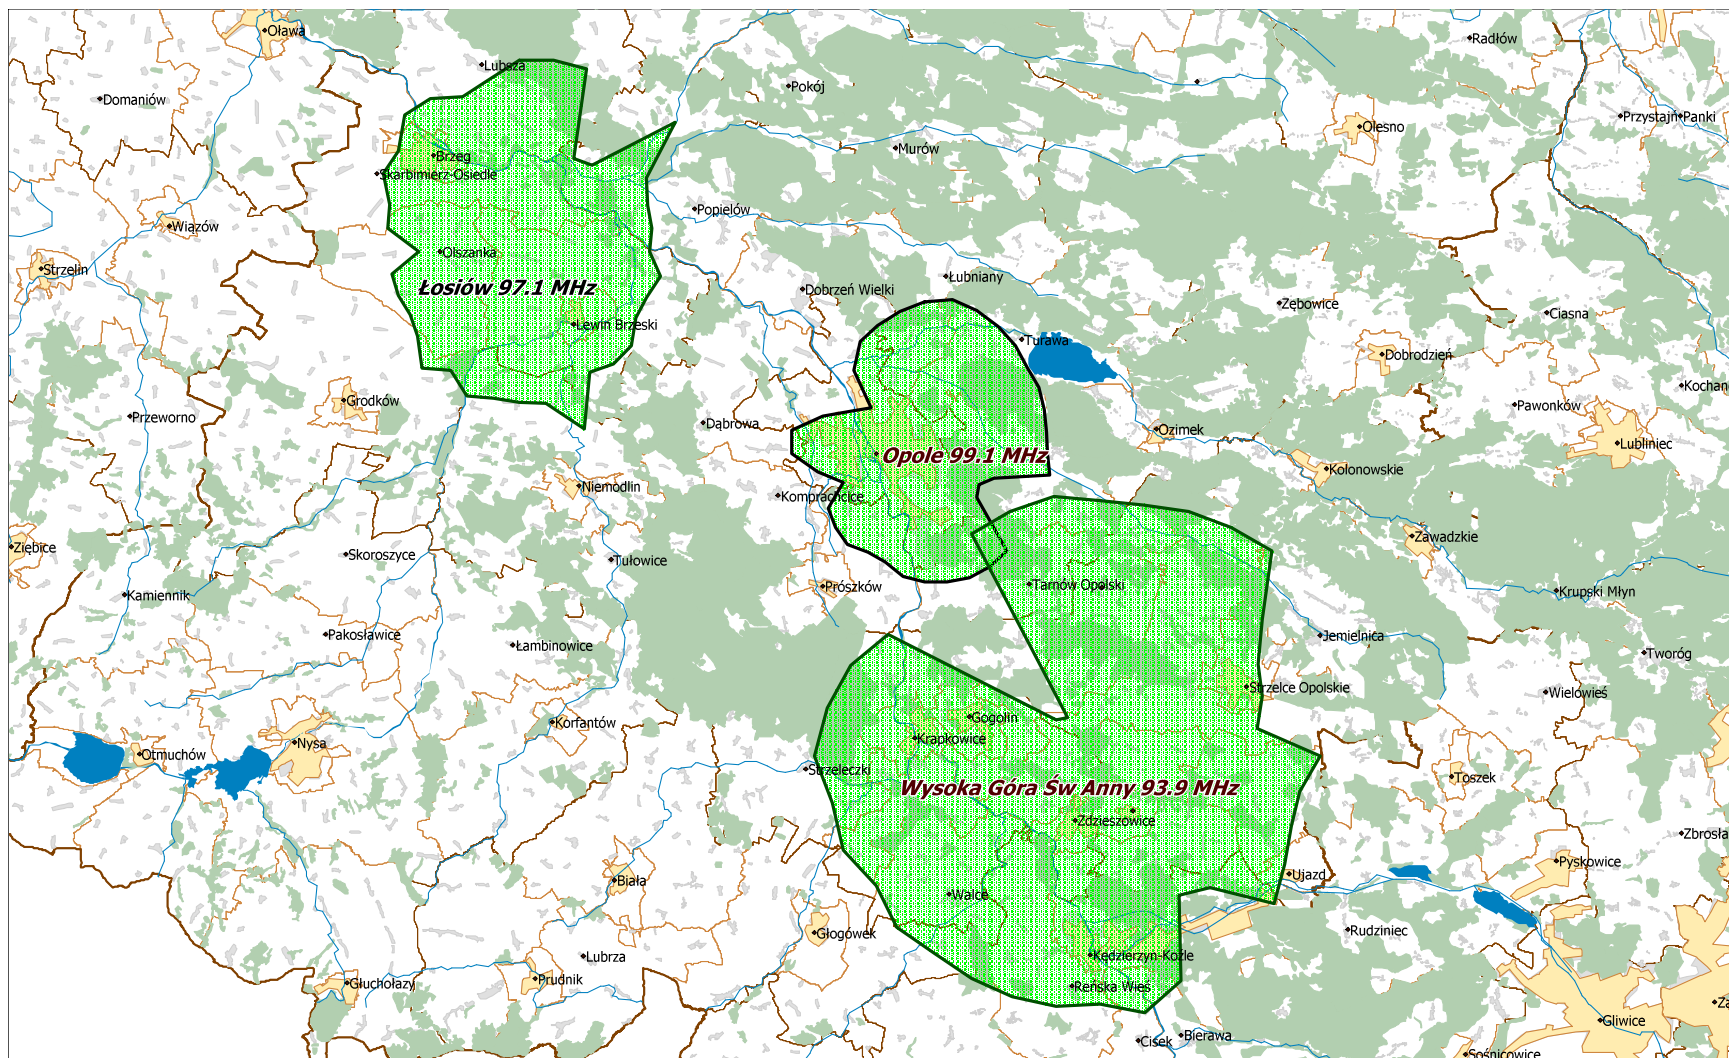 Oława
Lubsza
Radłów
Domaniów
Pokój
Przystajń
Panki
Olesno
Brzeg
Murów
Skarbimierz-Osiedle
Popielów
Wiązów
Olszanka
Strzelin
Łubniany
Łosiów 97.1 MHz
Dobrzeń Wielki
Zębowice
Ciasna
Lewin Brzeski
Turawa
Dobrodzień
Kochan
Grodków
Pawonków
Przeworno
Dąbrowa
Ozimek
Lubliniec
Opole 99.1 MHz
Kolonowskie
Niemodlin
Komprachcice
Zawadzkie
Ziębice
Skoroszyce
Tułowice
Tarnów Opolski
Prószków
Krupski Młyn
Kamiennik
Pakosławice
Jemielnica
Łambinowice
Tworóg
Strzelce Opolskie
Wielowieś
Gogolin
Korfantów
Krapkowice
Nysa
Otmuchów
Strzeleczki
Toszek
Wysoka Góra Św Anny 93.9 MHz
Zdzieszowice
Zbrosła
Pyskowice
Ujazd
Biała
Walce
Głogówek
Rudziniec
Lubrza
Kędzierzyn-Koźle
Prudnik
Głuchołazy
Reńska Wieś
Za
Gliwice
Bierawa
Cisek
Sośnicowice